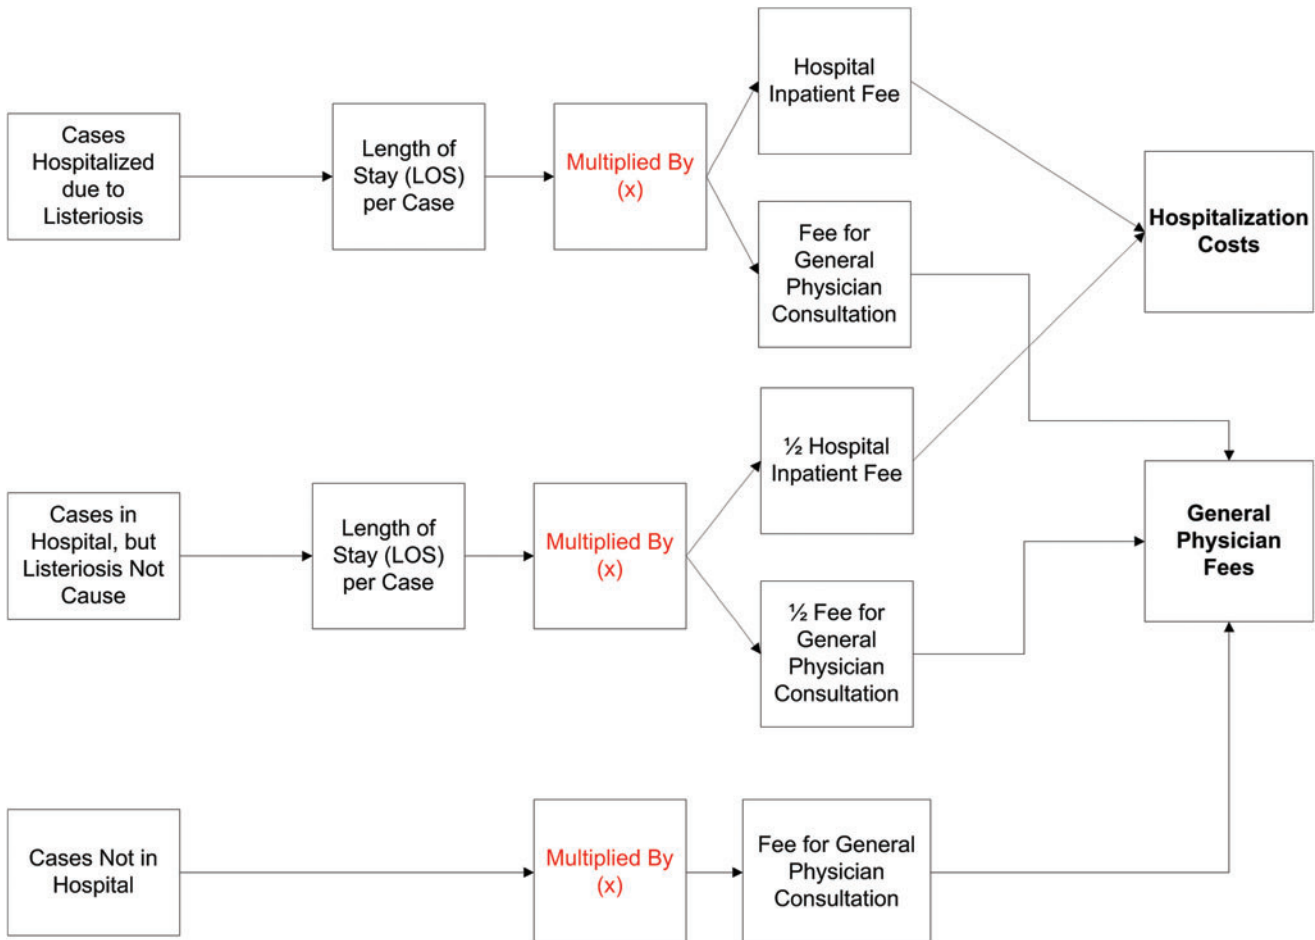 Cases
Hospitalized
due to
Listeriosis
Length of
Stay (LOS)
per Case
Multiplied By
(x)
Hospital
Inpatient Fee
Fee for
General
Physician
Consultation
Hospitalization
Costs
Cases in
Hospital, but
Listeriosis Not
Cause
Length of
Stay (LOS)
per Case
Multiplied By
(x)
½ Hospital
Inpatient Fee
½ Fee for
General
Physician
Consultation
General
Physician
Fees
Cases Not in
Hospital
Multiplied By
(x)
Fee for General
Physician
Consultation